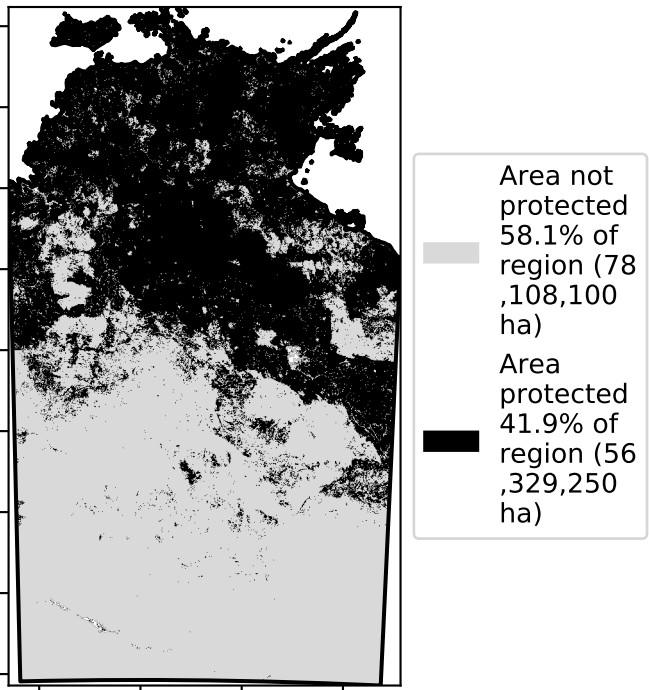 Area not
protected
58.1% of
region (78
,108,100
ha)
Area
protected
41.9% of
region (56
,329,250
ha)